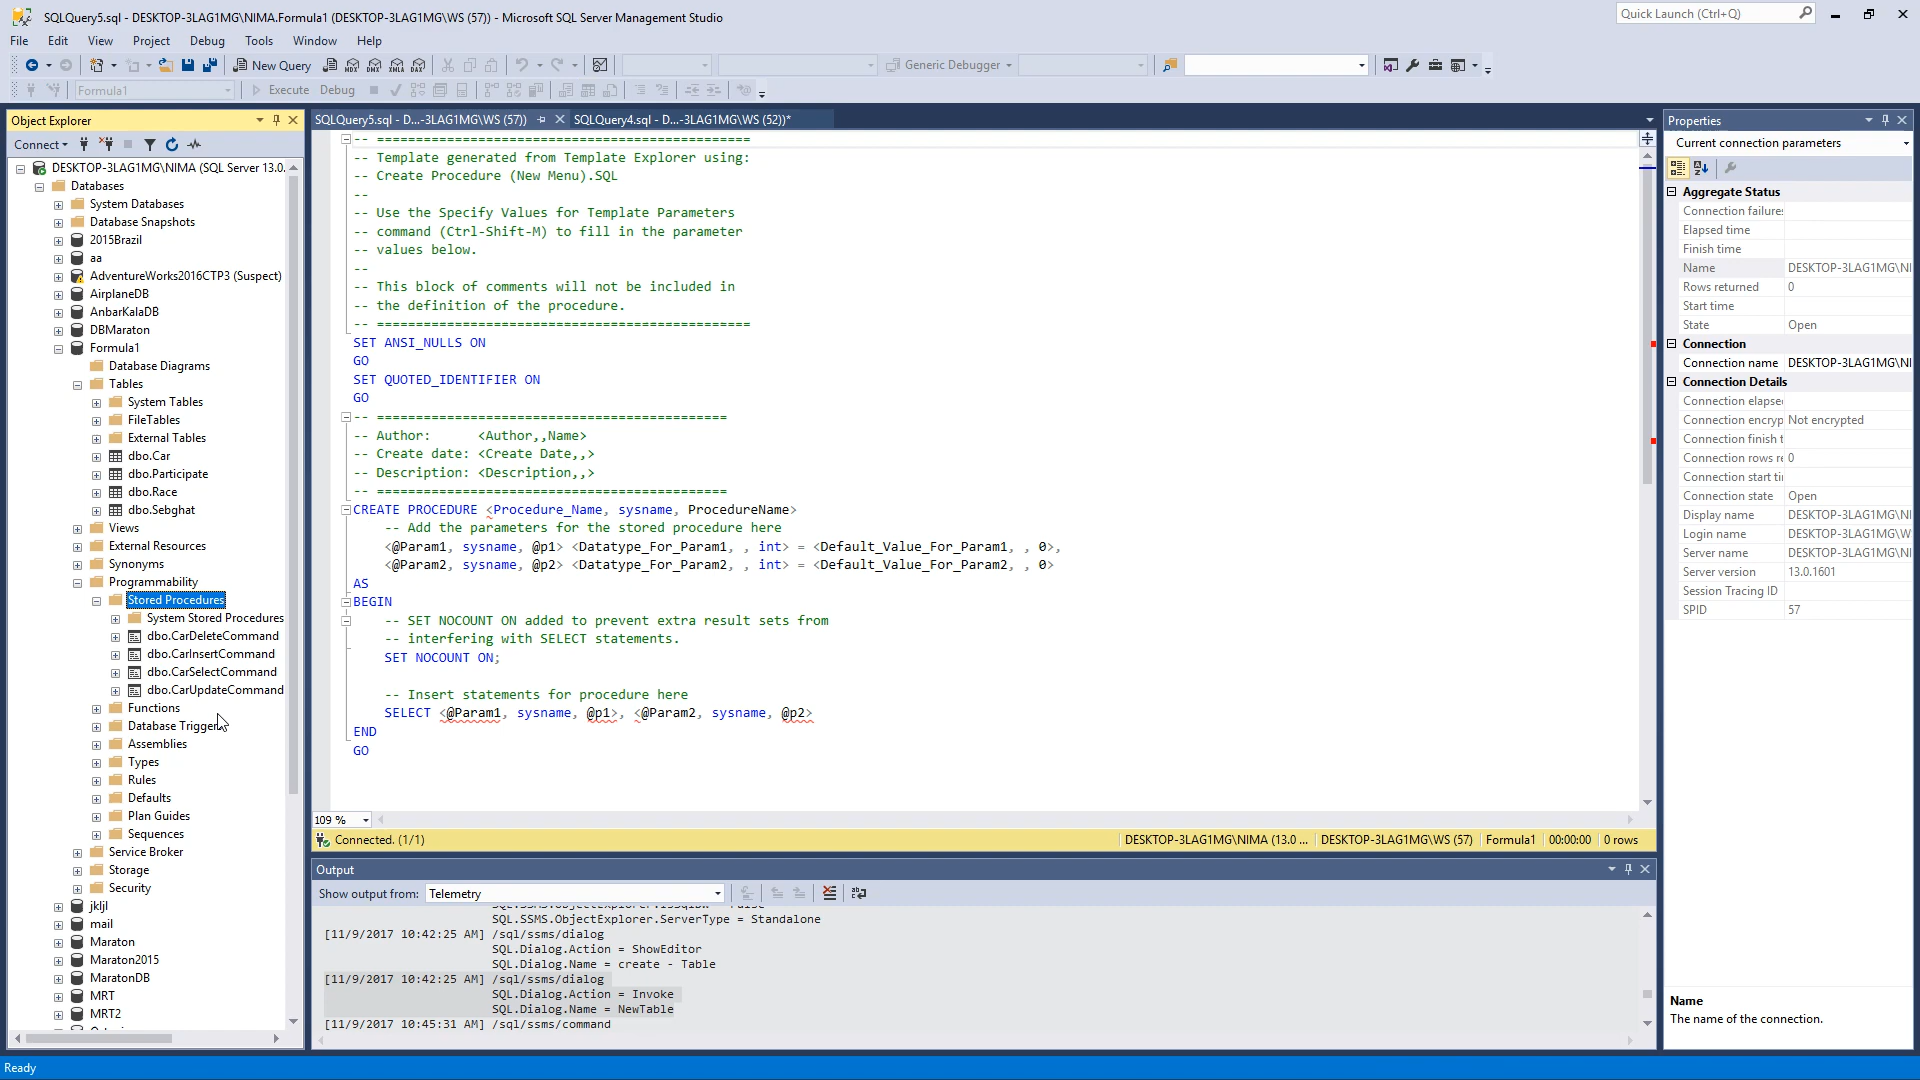 SQLQuery5.sql - DESKTOP-3LAG1MG\NIMA.Formula1 (DESKTOP-3LAG1MG\WS (57)) - Microsoft SQL Server Management Studio
Quick Launch (Ctrl+Q)
File Edit View Project Debug Tools Window Help
New Query
MDX DMX XMLA DAX
Generic Debugger
Formula1
Execute Debug
Object Explorer
Connect
DESKTOP-3LAG1MG\NIMA (SQL Server 13.0.
Databases
System Databases
Database Snapshots
2015Brazil
aa
AdventureWorks2016CTP3 (Suspect)
AirplaneDB
AnbarKalaDB
DBMaraton
Formula1
Database Diagrams
Tables
System Tables
FileTables
External Tables
dbo.Car
dbo.Participate
dbo.Race
dbo.Sebghat
Views
External Resources
Synonyms
Programmability
Stored Procedures
System Stored Procedures
dbo.CarDeleteCommand
dbo.CarInsertCommand
dbo.CarSelectCommand
dbo.CarUpdateCommand
Functions
Database Triggers
Assemblies
Types
Rules
Defaults
Plan Guides
Sequences
Service Broker
Storage
Security
jkljl
mail
Maraton
Maraton2015
MaratonDB
MRT
MRT2
SQLQuery5.sql - D...-3LAG1MG\WS (57))
SQLQuery4.sql - D...-3LAG1MG\WS (52))*
-- ================================================
-- Template generated from Template Explorer using:
-- Create Procedure (New Menu).SQL
--
-- Use the Specify Values for Template Parameters
-- command (Ctrl-Shift-M) to fill in the parameter
-- values below.
--
-- This block of comments will not be included in
-- the definition of the procedure.
-- ================================================
SET ANSI_NULLS ON
GO
SET QUOTED_IDENTIFIER ON
GO
-- =============================================
-- Author:      <Author,,Name>
-- Create date: <Create Date,,>
-- Description: <Description,,>
-- =============================================
CREATE PROCEDURE <Procedure_Name, sysname, ProcedureName>
-- Add the parameters for the stored procedure here
<@Param1, sysname, @p1> <Datatype_For_Param1, , int> = <Default_Value_For_Param1, , 0>,
<@Param2, sysname, @p2> <Datatype_For_Param2, , int> = <Default_Value_For_Param2, , 0>
AS
BEGIN
-- SET NOCOUNT ON added to prevent extra result sets from
-- interfering with SELECT statements.
SET NOCOUNT ON;
-- Insert statements for procedure here
SELECT <@Param1, sysname, @p1>, <@Param2, sysname, @p2>
END
GO
109 %
Connected. (1/1)
DESKTOP-3LAG1MG\NIMA (13.0 ... DESKTOP-3LAG1MG\WS (57) Formula1 00:00:00 0 rows
Output
Show output from: Telemetry
SQL.SSMS.ObjectExplorer.ServerType = Standalone
[11/9/2017 10:42:25 AM] /sql/ssms/dialog
SQL.Dialog.Action = ShowEditor
SQL.Dialog.Name = create - Table
[11/9/2017 10:42:25 AM] /sql/ssms/dialog
SQL.Dialog.Action = Invoke
SQL.Dialog.Name = NewTable
[11/9/2017 10:45:31 AM] /sql/ssms/command
Properties
Current connection parameters
Aggregate Status
Connection failures
Elapsed time
Finish time
Name DESKTOP-3LAG1MG\NI
Rows returned 0
Start time
State Open
Connection
Connection name DESKTOP-3LAG1MG\NI
Connection Details
Connection elapse
Connection encryp Not encrypted
Connection finish t
Connection rows re 0
Connection start ti
Connection state Open
Display name DESKTOP-3LAG1MG\NI
Login name DESKTOP-3LAG1MG\W
Server name DESKTOP-3LAG1MG\NI
Server version 13.0.1601
Session Tracing ID
SPID 57
Name
The name of the connection.
Ready